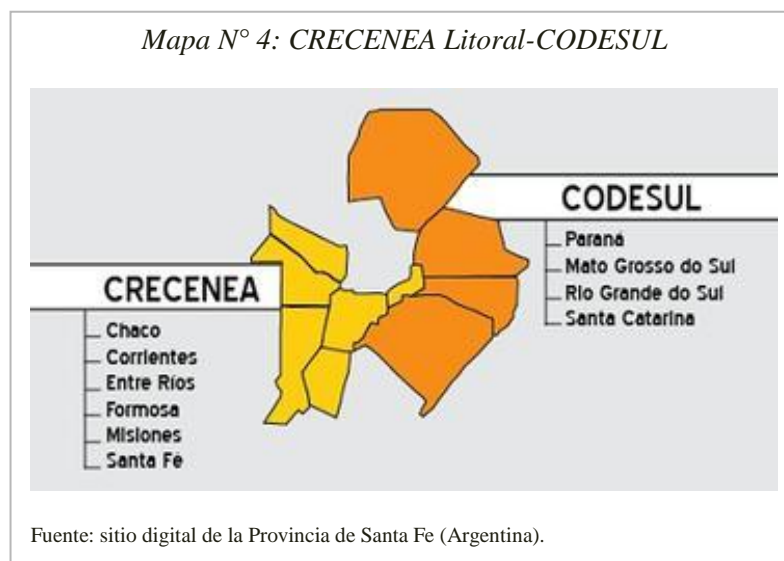 Mapa N° 4: CRECENEA Litoral-CODESUL
CODESUL
Paraná
Mato Grosso do Sul
Rio Grande do Sul
Santa Catarina
CRECENEA
Chaco
Corrientes
Entre Ríos
Formosa
Misiones
Santa Fé
Fuente: sitio digital de la Provincia de Santa Fe (Argentina).